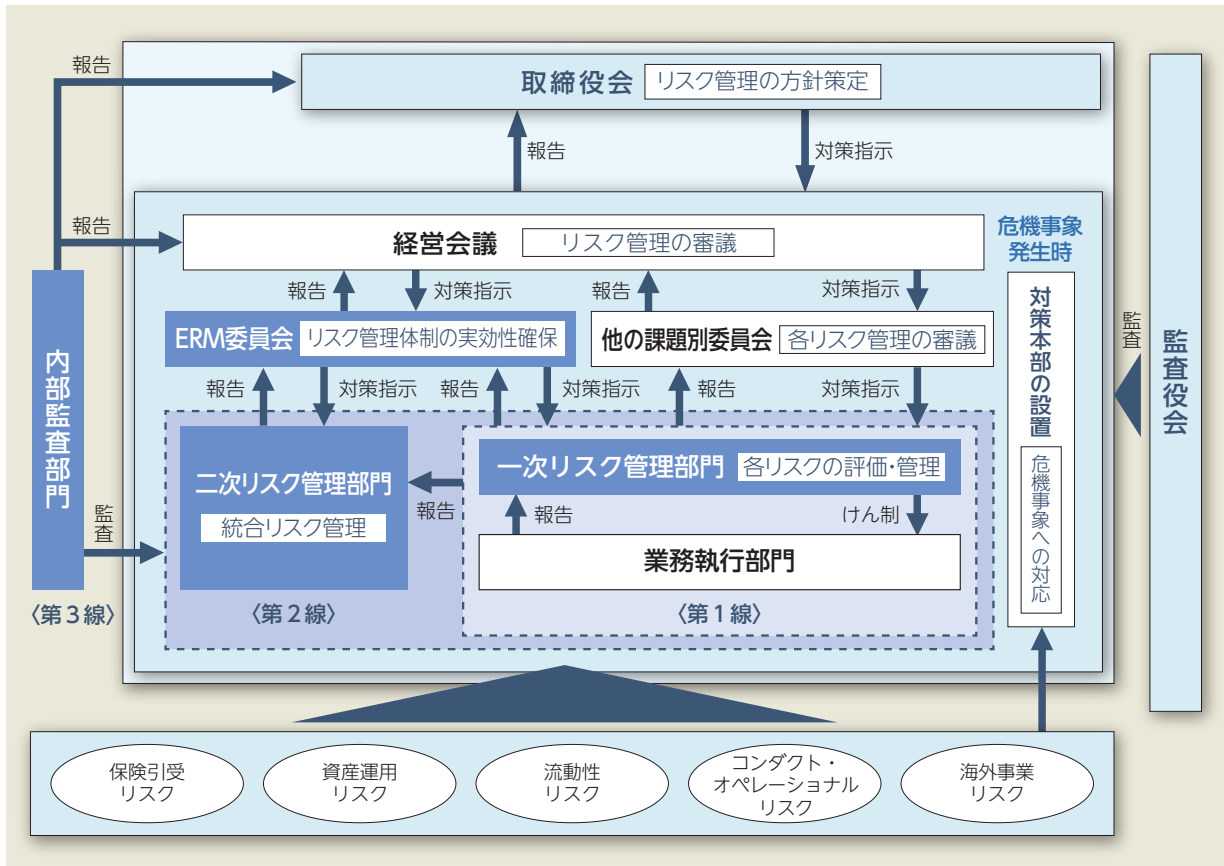 報告
取締役会 リスク管理の方針策定
報告
対策指示
報告
経営会議 リスク管理の審議
危機事象
発生時
報告
対策指示
報告
対策指示
ERM委員会 リスク管理体制の実効性確保
他の課題別委員会 各リスク管理の審議
対策本部の設置
危機事象への対応
監査
監査役会
内部監査部門
報告
対策指示
報告
対策指示
報告
対策指示
二次リスク管理部門
統合リスク管理
報告
一次リスク管理部門 各リスクの評価・管理
報告
けん制
業務執行部門
監査
〈第3線〉
〈第2線〉
〈第1線〉
保険引受
リスク
資産運用
リスク
流動性
リスク
コンダクト・
オペレーショナル
リスク
海外事業
リスク